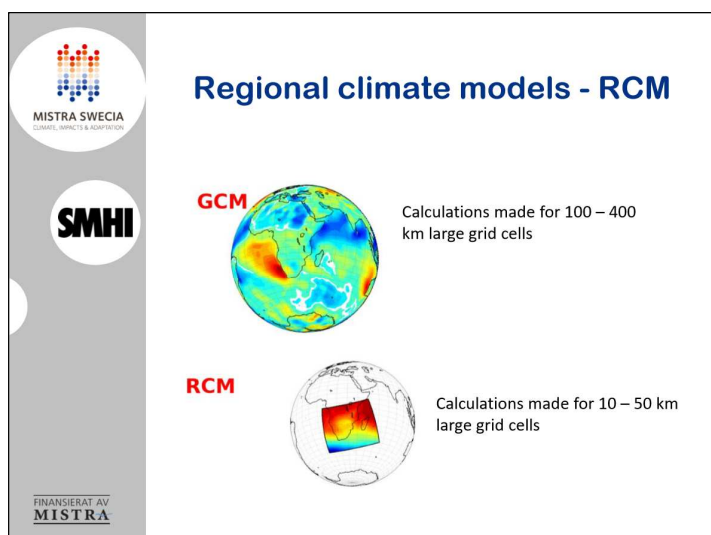 MISTRA SWECIA
CLIMATE, IMPACTS & ADAPTATION
SMHI
FINANSIERAT AV
MISTRA
Regional climate models - RCM
GCM
Calculations made for 100 – 400
km large grid cells
RCM
Calculations made for 10 – 50 km
large grid cells